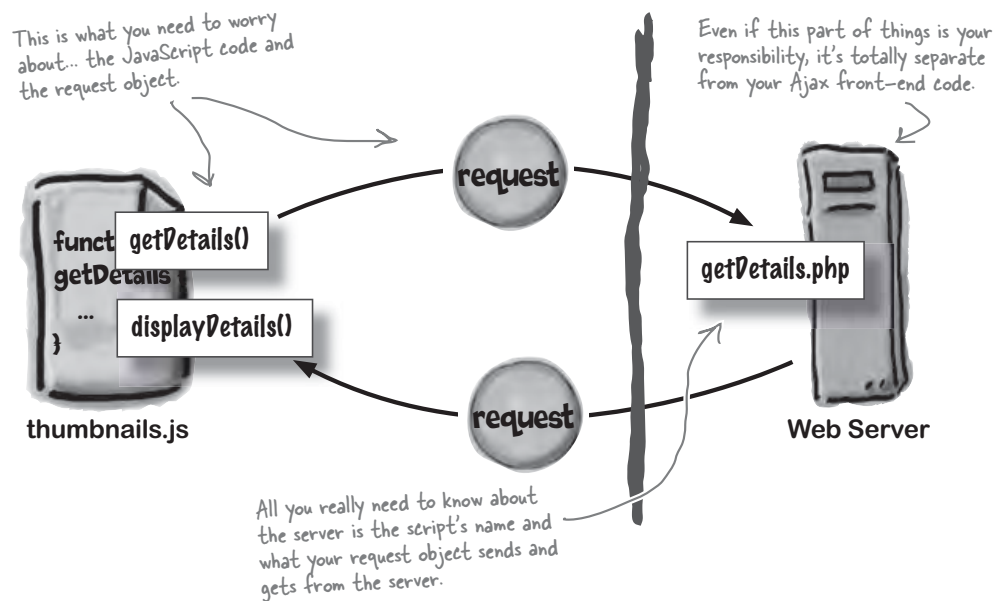 This is what you need to worry
about... the JavaScript code and
the request object.
Even if this part of things is your
responsibility, it's totally separate
from your Ajax front-end code.
request
funct
getDetails
...
}
getDetails()
displayDetails()
getDetails.php
request
thumbnails.js
Web Server
All you really need to know about
the server is the script's name and
what your request object sends and
gets from the server.